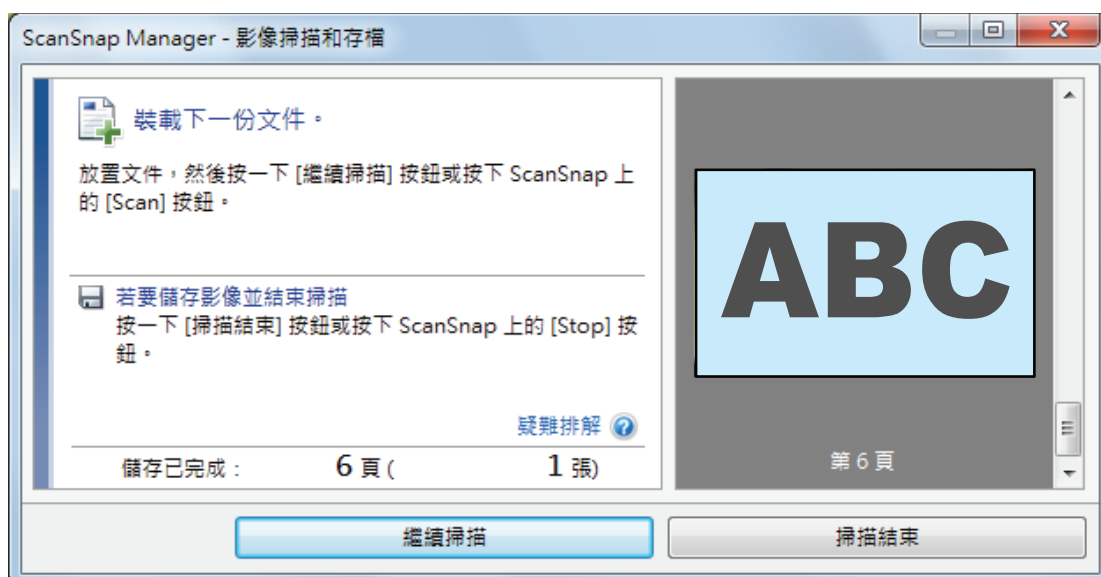 ScanSnap Manager - 影像掃描和存檔
裝載下一份文件。
放置文件，然後按一下 [繼續掃描] 按鈕或按下 ScanSnap 上
的 [Scan] 按鈕。
若要儲存影像並結束掃描
按一下 [掃描結束] 按鈕或按下 ScanSnap 上的 [Stop] 按
鈕。
疑難排解
儲存已完成： 6 頁 ( 1 張)
ABC
第 6 頁
繼續掃描
掃描結束